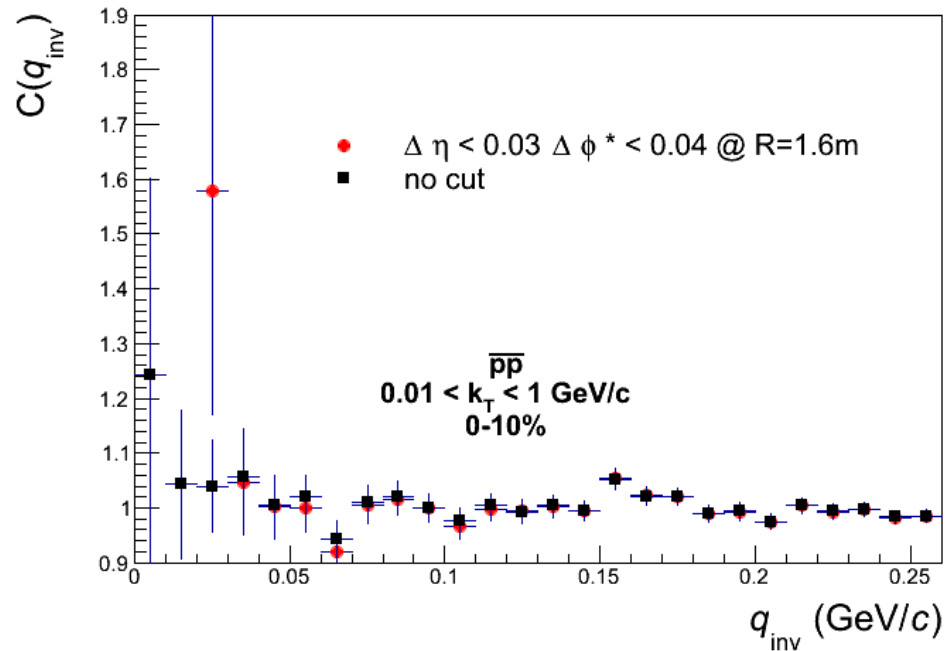 C(q_inv)
1.9
1.8
1.7
1.6
1.5
1.4
1.3
1.2
1.1
1
0.9
Δ η < 0.03 Δ ϕ * < 0.04 @ R=1.6m
no cut
p̅p̅
0.01 < k_T < 1 GeV/c
0-10%
0 0.05 0.1 0.15 0.2 0.25
q_inv (GeV/c)